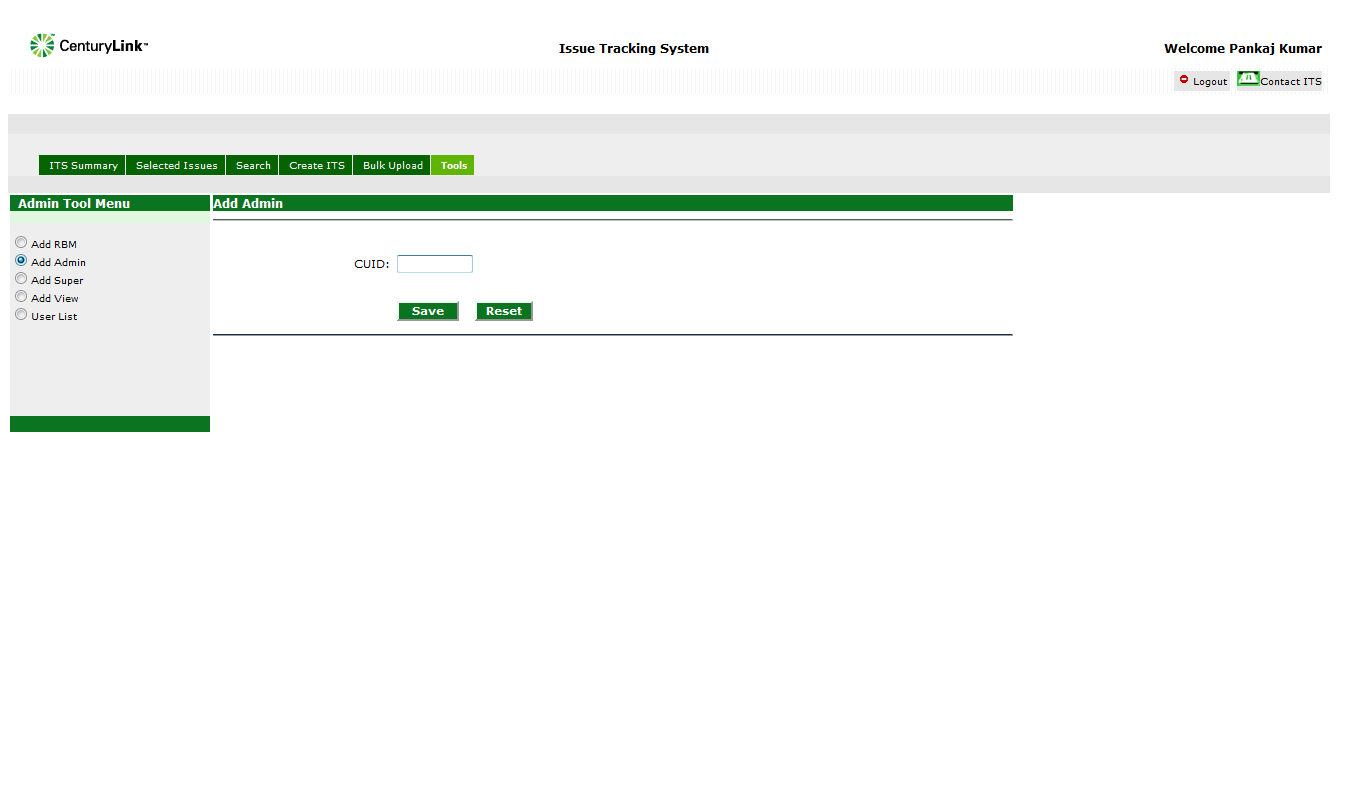 CenturyLink™
Issue Tracking System
Welcome Pankaj Kumar
Logout
Contact ITS
ITS Summary
Selected Issues
Search
Create ITS
Bulk Upload
Tools
Admin Tool Menu
Add Admin
Add RBM
Add Admin
Add Super
Add View
User List
CUID:
Save
Reset